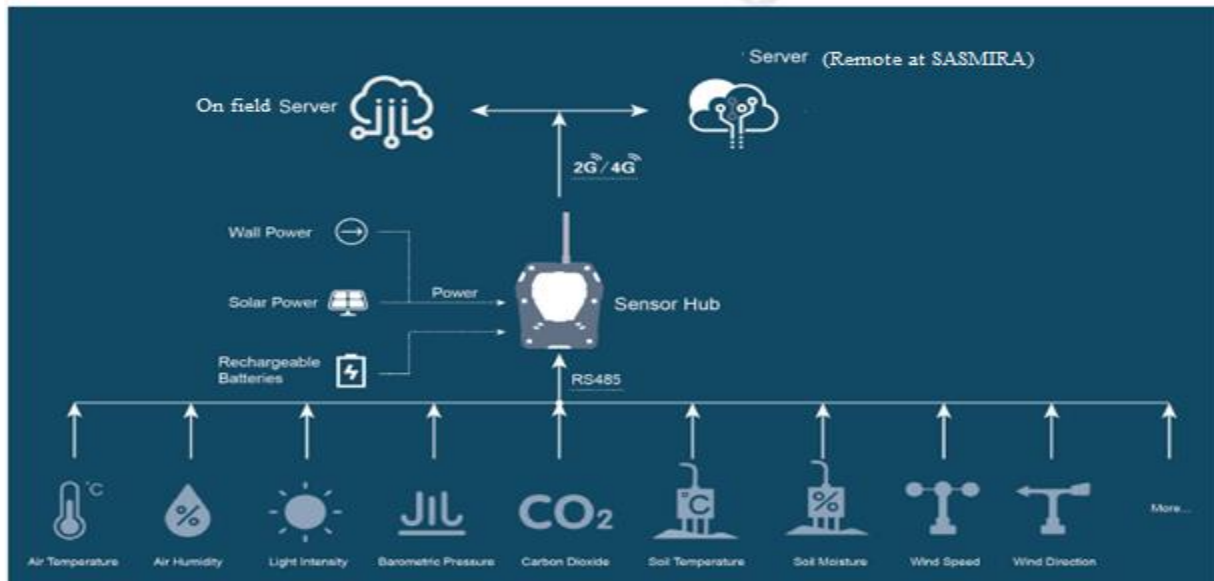 Server (Remote at SASMIRA)
On field Server
2G/4G
Wall Power
Solar Power
Power
Sensor Hub
Rechargeable
Batteries
RS485
°C
%
CO2
°C
%
More...
Air Temperature
Air Humidity
Light Intensity
Barometric Pressure
Carbon Dioxide
Soil Temperature
Soil Moisture
Wind Speed
Wind Direction